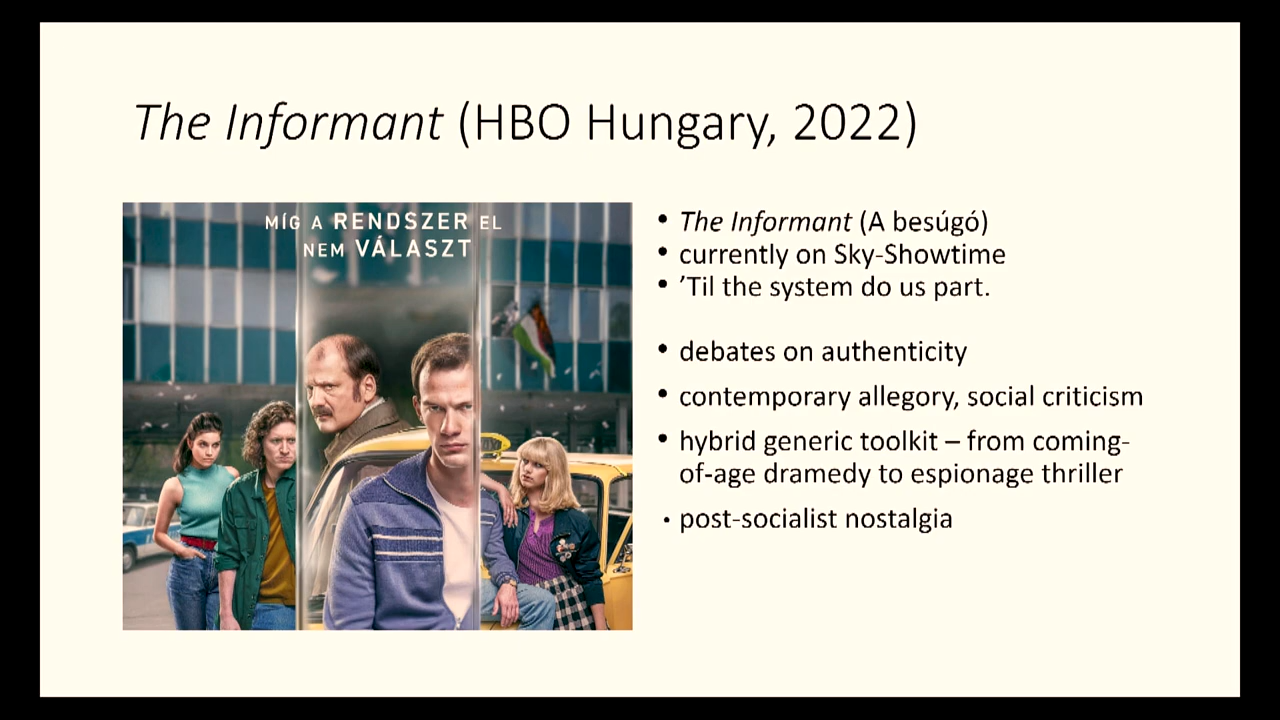 The Informant (HBO Hungary, 2022)
MÍG A RENDSZER EL
NEM VÁLASZT
• The Informant (A besúgó)
• currently on Sky-Showtime
• ’Til the system do us part.
• debates on authenticity
• contemporary allegory, social criticism
• hybrid generic toolkit – from coming-
of-age dramedy to espionage thriller
• post-socialist nostalgia